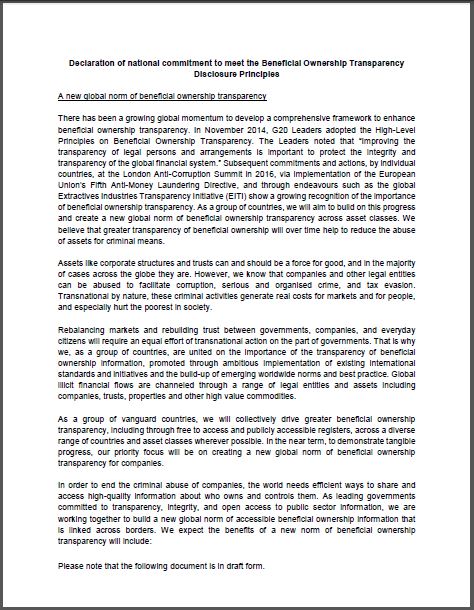 Declaration of national commitment to meet the Beneficial Ownership Transparency
Disclosure Principles
A new global norm of beneficial ownership transparency
There has been a growing global momentum to develop a comprehensive framework to enhance
beneficial ownership transparency. In November 2014, G20 Leaders adopted the High-Level
Principles on Beneficial Ownership Transparency. The Leaders noted that "improving the
transparency of legal persons and arrangements is important to protect the integrity and
transparency of the global financial system." Subsequent commitments and actions, by individual
countries, at the London Anti-Corruption Summit in 2016, via implementation of the European
Union's Fifth Anti-Money Laundering Directive, and through endeavours such as the global
Extractives Industries Transparency Initiative (EITI) show a growing recognition of the importance
of beneficial ownership transparency. As a group of countries, we will aim to build on this progress
and create a new global norm of beneficial ownership transparency across asset classes. We
believe that greater transparency of beneficial ownership will over time help to reduce the abuse
of assets for criminal means.
Assets like corporate structures and trusts can and should be a force for good, and in the majority
of cases across the globe they are. However, we know that companies and other legal entities
can be abused to facilitate corruption, serious and organised crime, and tax evasion.
Transnational by nature, these criminal activities generate real costs for markets and for people,
and especially hurt the poorest in society.
Rebalancing markets and rebuilding trust between governments, companies, and everyday
citizens will require an equal effort of transnational action on the part of governments. That is why
we, as a group of countries, are united on the importance of the transparency of beneficial
ownership information, promoted through ambitious implementation of existing international
standards and initiatives and the build-up of emerging worldwide norms and best practice. Global
illicit financial flows are channeled through a range of legal entities and assets including
companies, trusts, properties and other high value commodities.
As a group of vanguard countries, we will collectively drive greater beneficial ownership
transparency, including through free to access and publicly accessible registers, across a diverse
range of countries and asset classes wherever possible. In the near term, to demonstrate tangible
progress, our priority focus will be on creating a new global norm of beneficial ownership
transparency for companies.
In order to end the criminal abuse of companies, the world needs efficient ways to share and
access high-quality information about who owns and controls them. As leading governments
committed to transparency, integrity, and open access to public sector information, we are
working together to build a new global norm of accessible beneficial ownership information that
is linked across borders. We expect the benefits of a new norm of beneficial ownership
transparency will include:
Please note that the following document is in draft form.